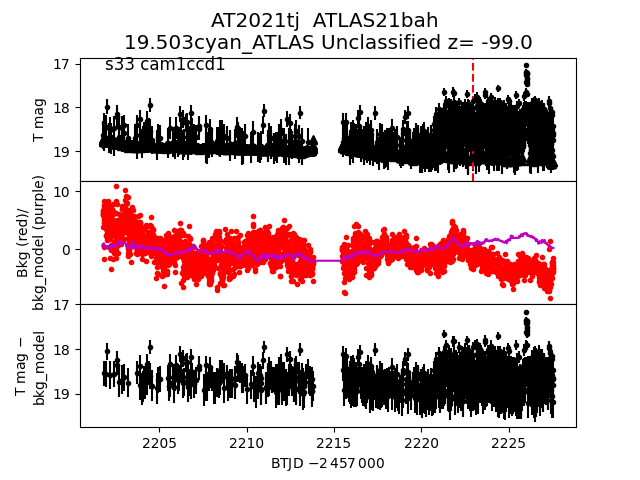 AT2021tj  ATLAS21bah
19.503cyan_ATLAS Unclassified z= -99.0
s33 cam1ccd1
17
18
19
T mag
10
0
Bkg (red)/
bkg_model (purple)
17
18
19
T mag −
bkg_model
2205
2210
2215
2220
2225
BTJD −2 457 000